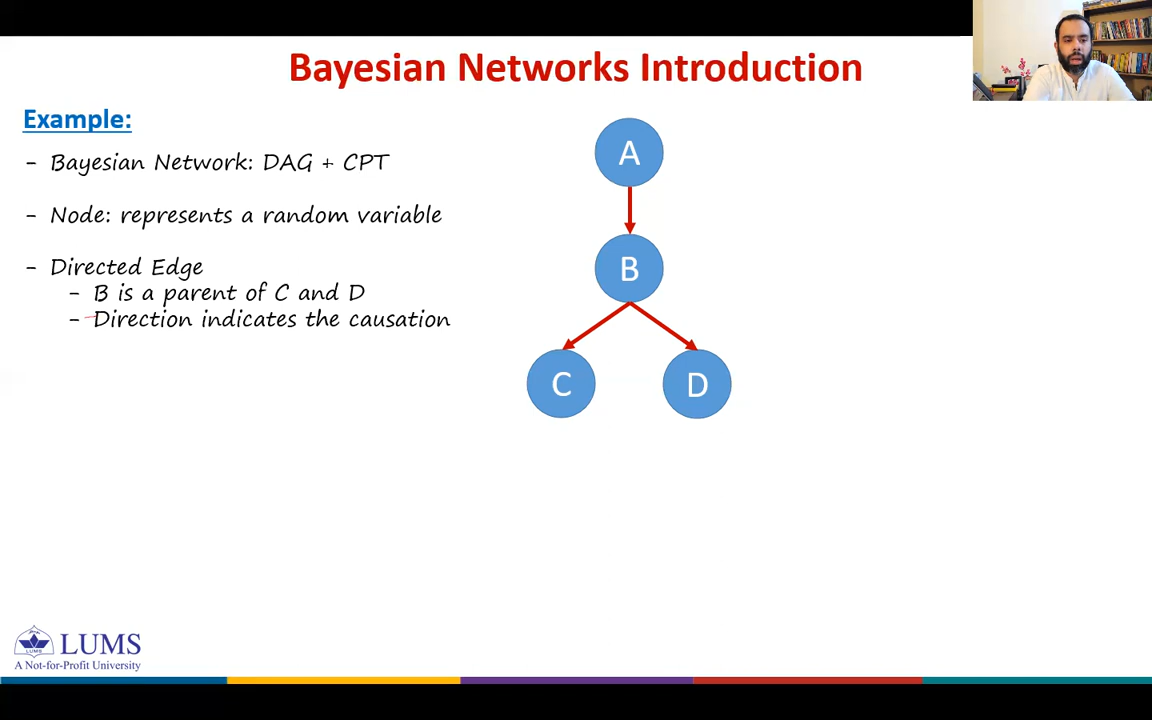 Bayesian Networks Introduction
Example:
- Bayesian Network: DAG + CPT
- Node: represents a random variable
- Directed Edge
- B is a parent of C and D
- Direction indicates the causation
A
B
C
D
LUMS
LUMS
A Not-for-Profit University